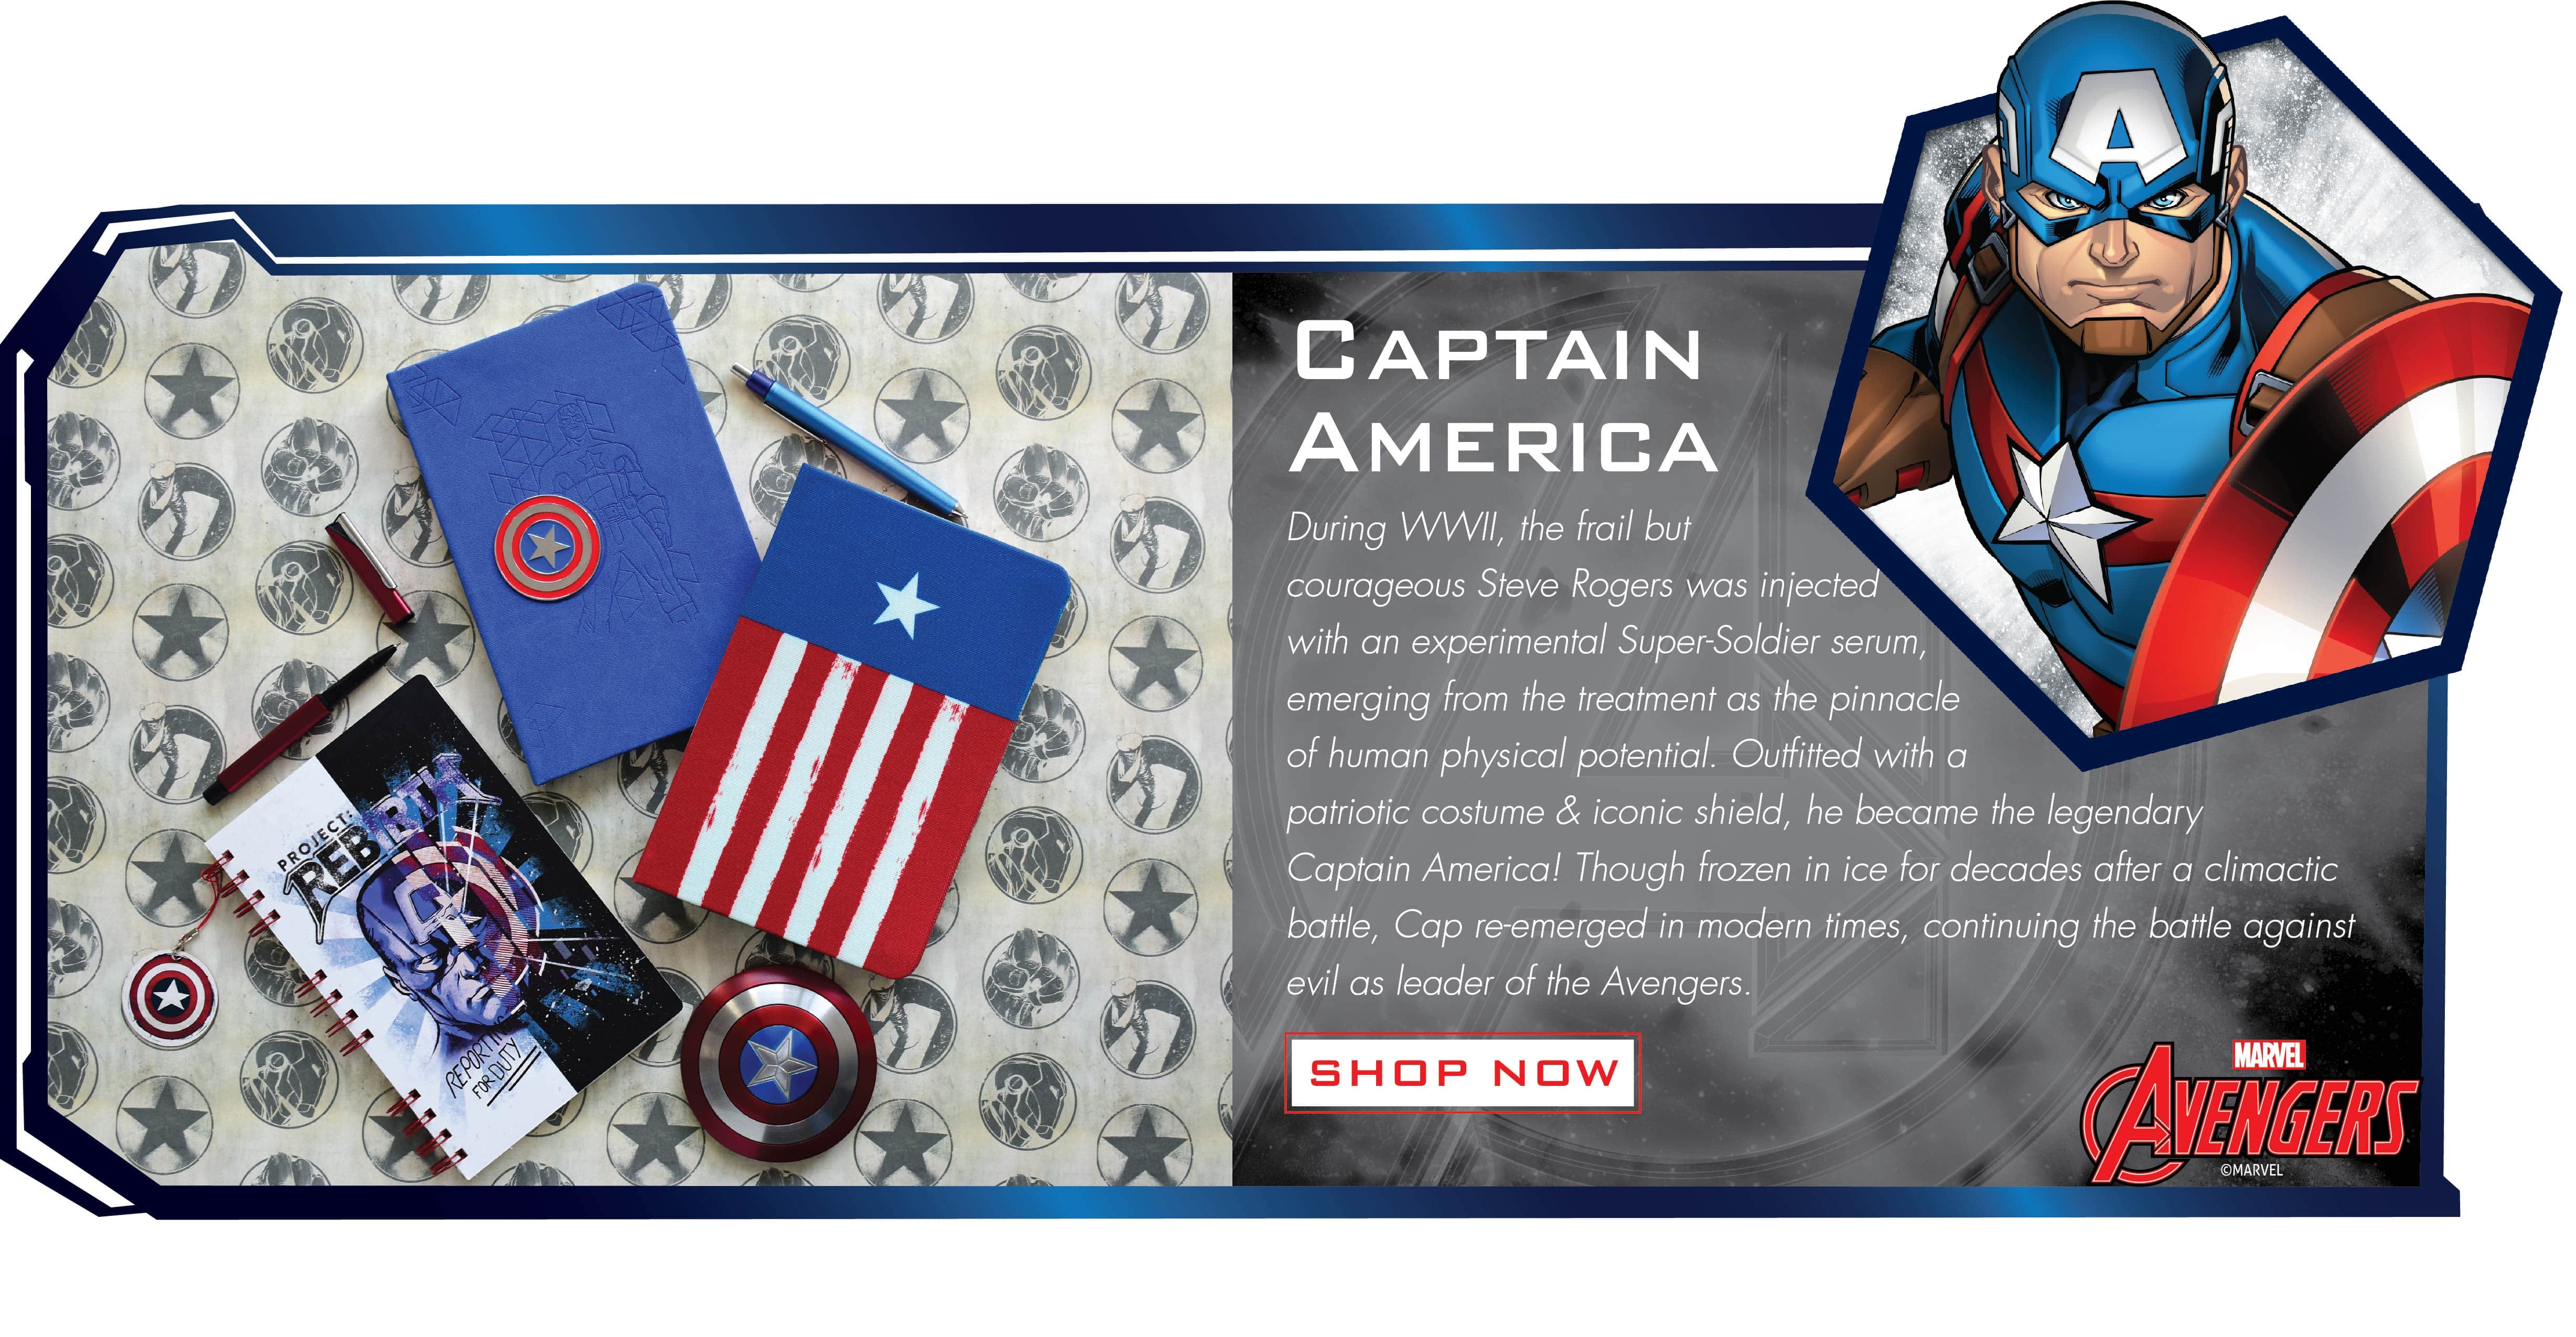 CAPTAIN
AMERICA
During WWII, the frail but
courageous Steve Rogers was injected
with an experimental Super-Soldier serum,
emerging from the treatment as the pinnacle
of human physical potential. Outfitted with a
patriotic costume & iconic shield, he became the legendary
Captain America! Though frozen in ice for decades after a climactic
battle, Cap re-emerged in modern times, continuing the battle against
evil as leader of the Avengers.
SHOP NOW
MARVEL
AVENGERS
©MARVEL
PROJECT:
REBIRTH
REPORTING
FOR DUTY
A
A